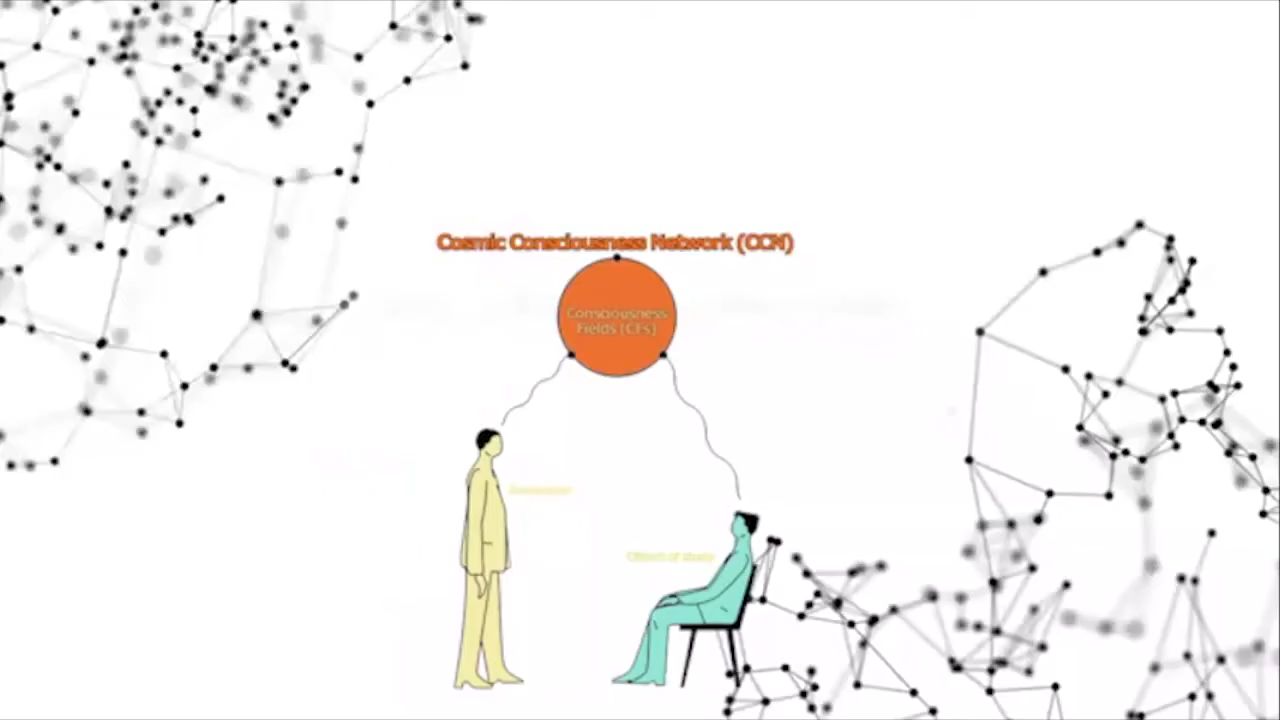 Cosmic Consciousness Network (CCN)
Consciousness
Fields (CFs)
Object of study